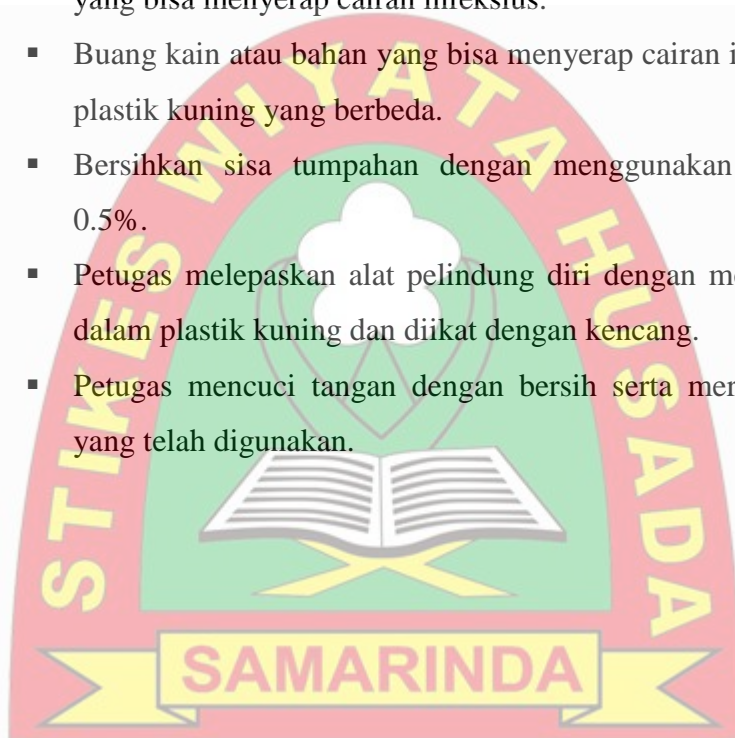 yang bisa menyerap cairan infeksius.
▪ Buang kain atau bahan yang bisa menyerap cairan
plastik kuning yang berbeda.
▪ Bersihkan sisa tumpahan dengan menggunakan
0.5%.
▪ Petugas melepaskan alat pelindung diri dengan
dalam plastik kuning dan diikat dengan kencang.
▪ Petugas mencuci tangan dengan bersih serta
yang telah digunakan.
STIKES WIYATA HUSADA
SAMARINDA